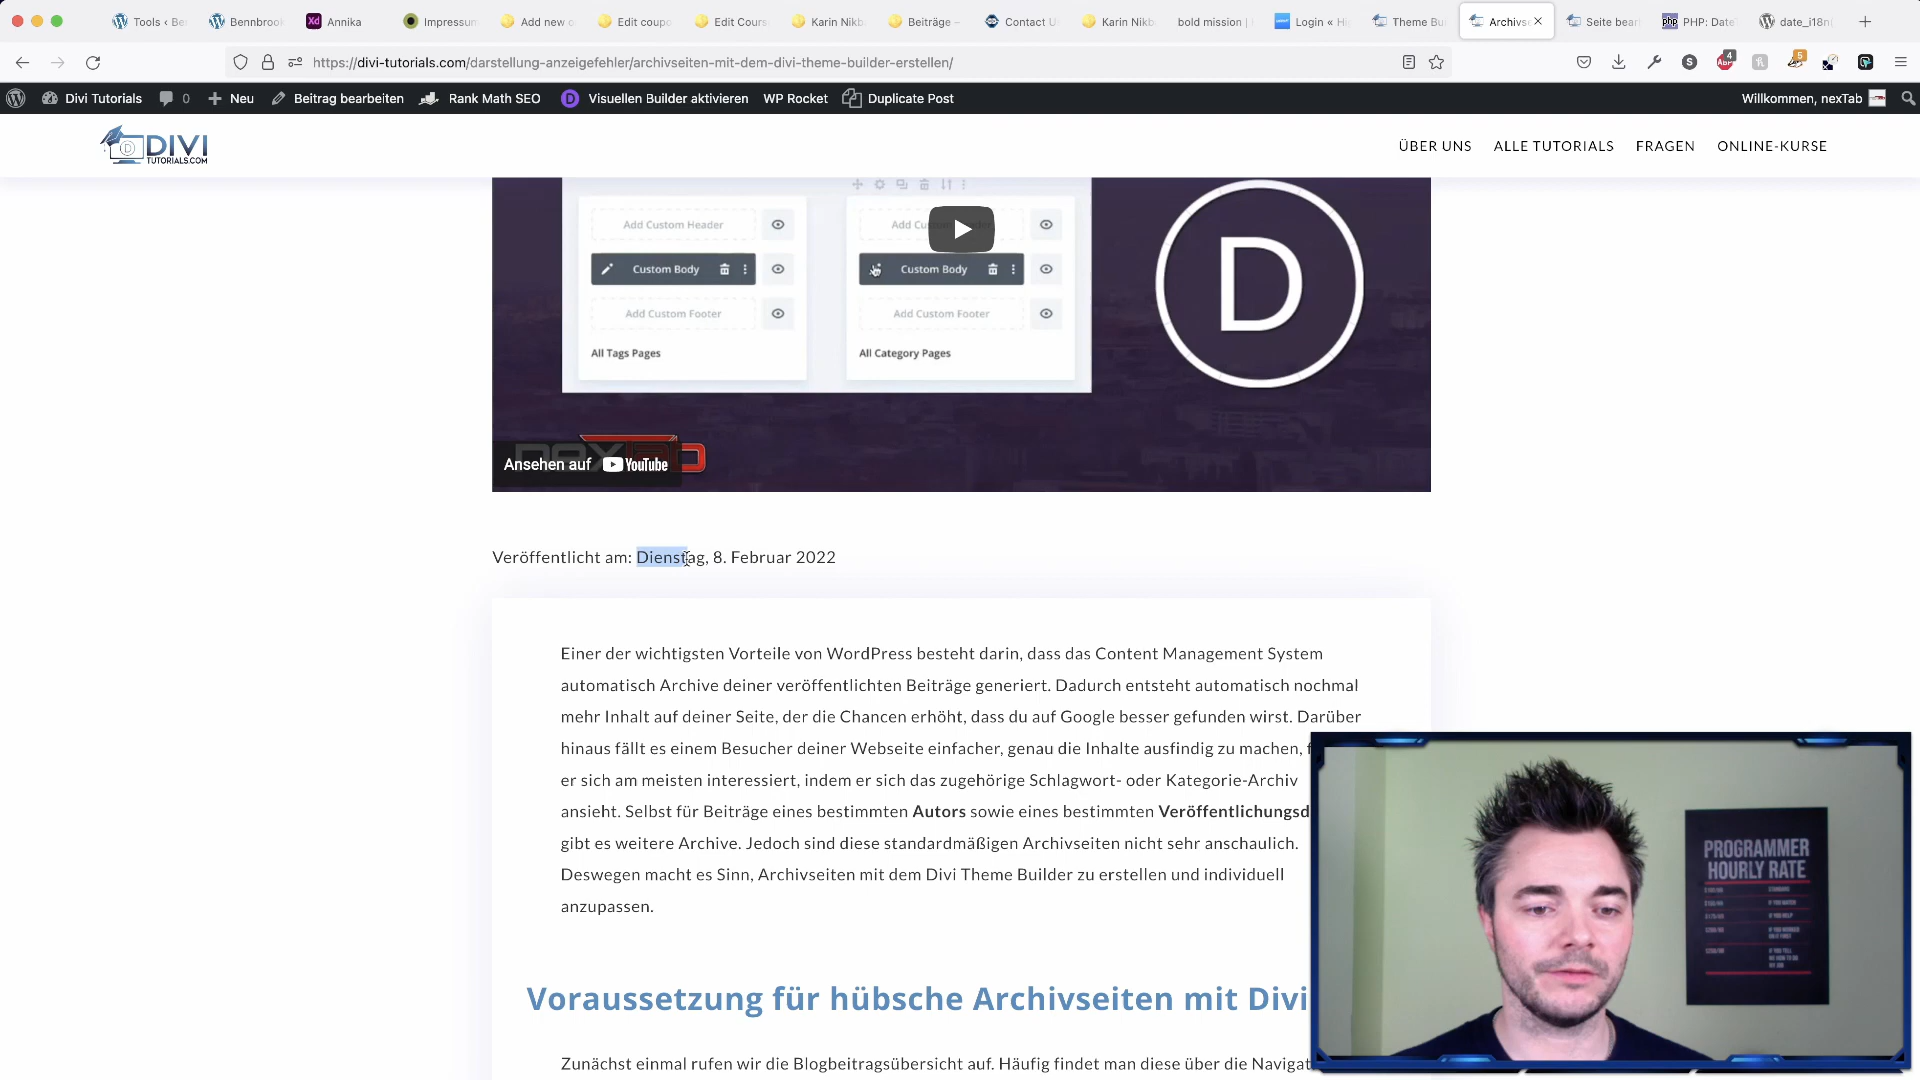 Tools ‹ Be
Bennbrook
Xd Annika
Impressum
Add new o
Edit coupo
Edit Cours
Karin Nikb
Beiträge –
Contact U
Karin Nikb
bold mission |
Login « Hi
Theme Bu
Archivse
Seite bear
php PHP: Date
date_i18n(
https://divi-tutorials.com/darstellung-anzeigefehler/archivseiten-mit-dem-divi-theme-builder-erstellen/
4
5
Divi Tutorials
0
Neu
Beitrag bearbeiten
Rank Math SEO
Visuellen Builder aktivieren
WP Rocket
Duplicate Post
Willkommen, nexTab
DIVI
TUTORIALS.COM
ÜBER UNS
ALLE TUTORIALS
FRAGEN
ONLINE-KURSE
Add Custom Header
Custom Body
Add Custom Footer
All Tags Pages
Custom Body
Add Custom Footer
All Category Pages
D
Ansehen auf YouTube
Veröffentlicht am: Dienstag, 8. Februar 2022
Einer der wichtigsten Vorteile von WordPress besteht darin, dass das Content Management System
automatisch Archive deiner veröffentlichten Beiträge generiert. Dadurch entsteht automatisch nochmal
mehr Inhalt auf deiner Seite, der die Chancen erhöht, dass du auf Google besser gefunden wirst. Darüber
hinaus fällt es einem Besucher deiner Webseite einfacher, genau die Inhalte ausfindig zu machen, f
er sich am meisten interessiert, indem er sich das zugehörige Schlagwort- oder Kategorie-Archiv
ansieht. Selbst für Beiträge eines bestimmten Autors sowie eines bestimmten Veröffentlichungsd
gibt es weitere Archive. Jedoch sind diese standardmäßigen Archivseiten nicht sehr anschaulich.
Deswegen macht es Sinn, Archivseiten mit dem Divi Theme Builder zu erstellen und individuell
anzupassen.
Voraussetzung für hübsche Archivseiten mit Divi
Zunächst einmal rufen wir die Blogbeitragsübersicht auf. Häufig findet man diese über die Navigat
PROGRAMMER
HOURLY RATE